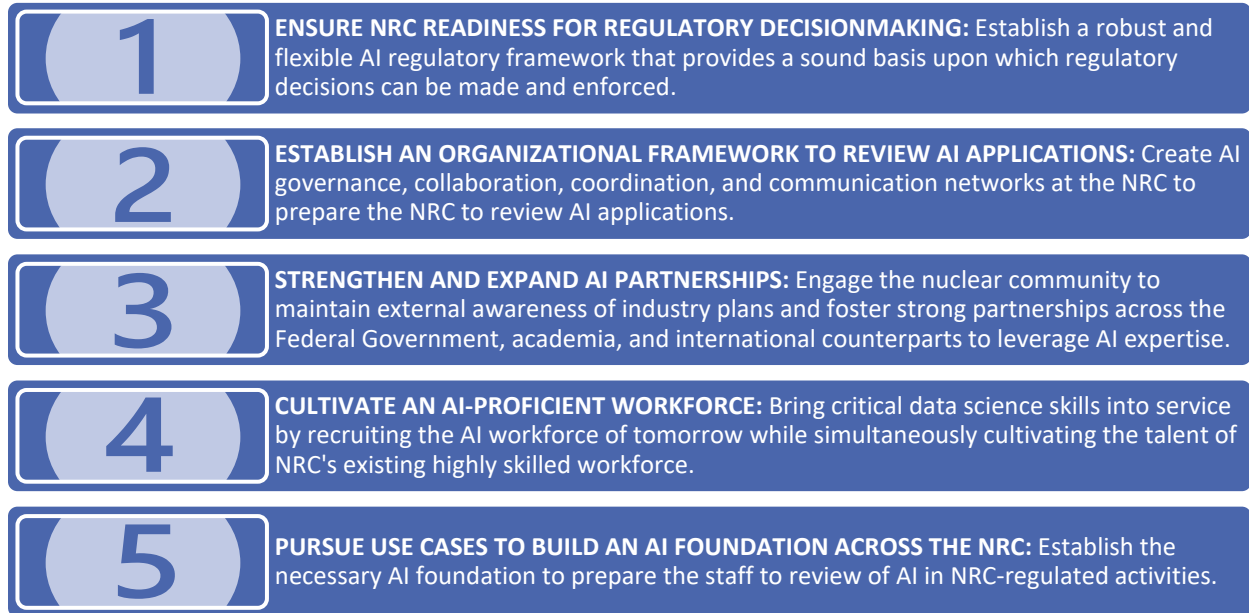 1
ENSURE NRC READINESS FOR REGULATORY DECISIONMAKING: Establish a robust and
flexible AI regulatory framework that provides a sound basis upon which regulatory
decisions can be made and enforced.
2
ESTABLISH AN ORGANIZATIONAL FRAMEWORK TO REVIEW AI APPLICATIONS: Create AI
governance, collaboration, coordination, and communication networks at the NRC to
prepare the NRC to review AI applications.
3
STRENGTHEN AND EXPAND AI PARTNERSHIPS: Engage the nuclear community to
maintain external awareness of industry plans and foster strong partnerships across the
Federal Government, academia, and international counterparts to leverage AI expertise.
4
CULTIVATE AN AI-PROFICIENT WORKFORCE: Bring critical data science skills into service
by recruiting the AI workforce of tomorrow while simultaneously cultivating the talent of
NRC's existing highly skilled workforce.
5
PURSUE USE CASES TO BUILD AN AI FOUNDATION ACROSS THE NRC: Establish the
necessary AI foundation to prepare the staff to review of AI in NRC-regulated activities.